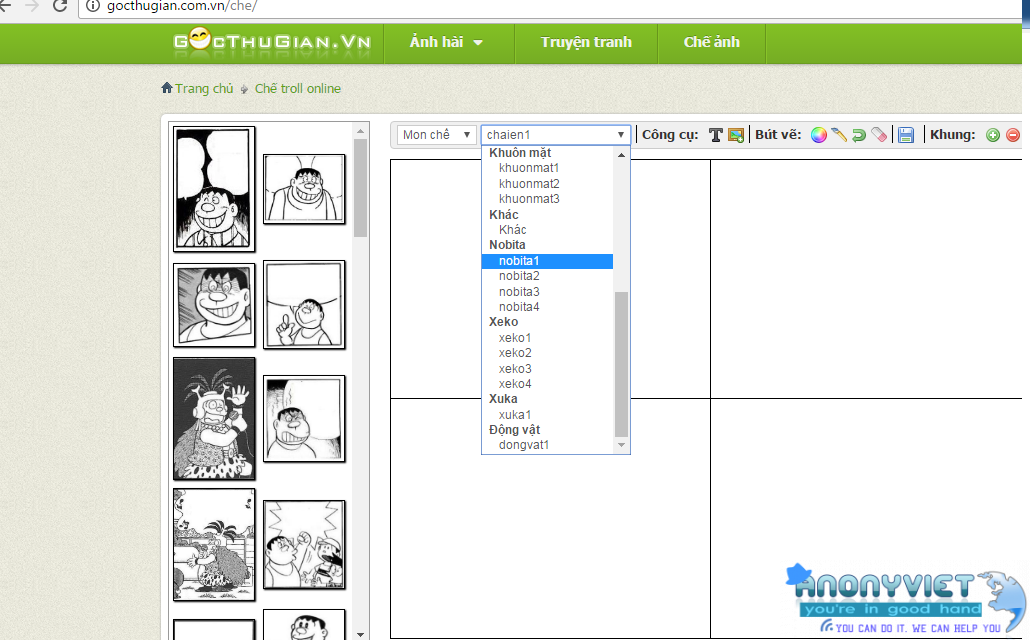 gocthugian.com.vn/che/
GocThuGian.Vn
Ảnh hài
Truyện tranh
Chế ảnh
Trang chủ
Chế troll online
Mon chế
chaien1
Công cụ:
Bút vẽ:
Khung:
Khuôn mặt
khuonmat1
khuonmat2
khuonmat3
Khác
Khác
Nobita
nobita1
nobita2
nobita3
nobita4
Xeko
xeko1
xeko2
xeko3
xeko4
Xuka
xuka1
Động vật
dongvat1
ANONYVIET
you're in good hand
YOU CAN DO IT. WE CAN HELP YOU